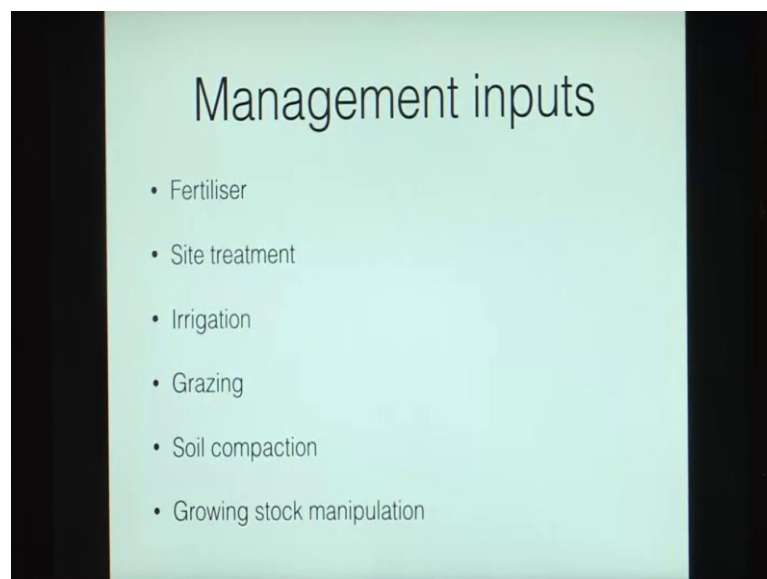 Management inputs
• Fertiliser
• Site treatment
• Irrigation
• Grazing
• Soil compaction
• Growing stock manipulation